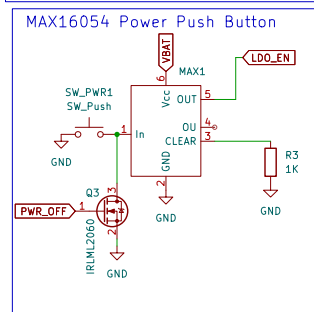 MAX16054 Power Push Button
VBAT
LDO_EN
MAX1
SW_PWR1
SW_Push
6
Vcc
OUT
5
OU
4
1
In
CLEAR
3
GND
2
GND
R3
1K
GND
GND
Q3
3
PWR_OFF
1
2
IRLML2060
GND